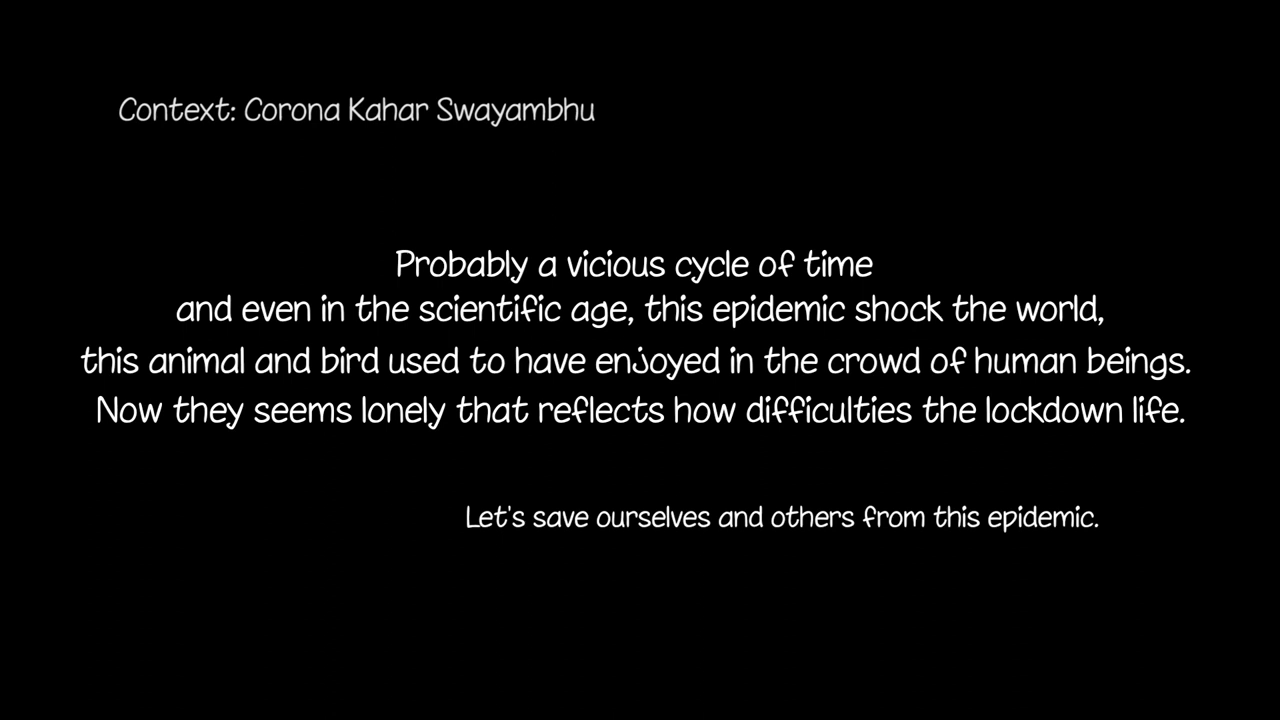 Context: Corona Kahar Swayambhu
Probably a vicious cycle of time
and even in the scientific age, this epidemic shock the world,
this animal and bird used to have enjoyed in the crowd of human beings.
Now they seems lonely that reflects how difficulties the lockdown life.
Let's save ourselves and others from this epidemic.